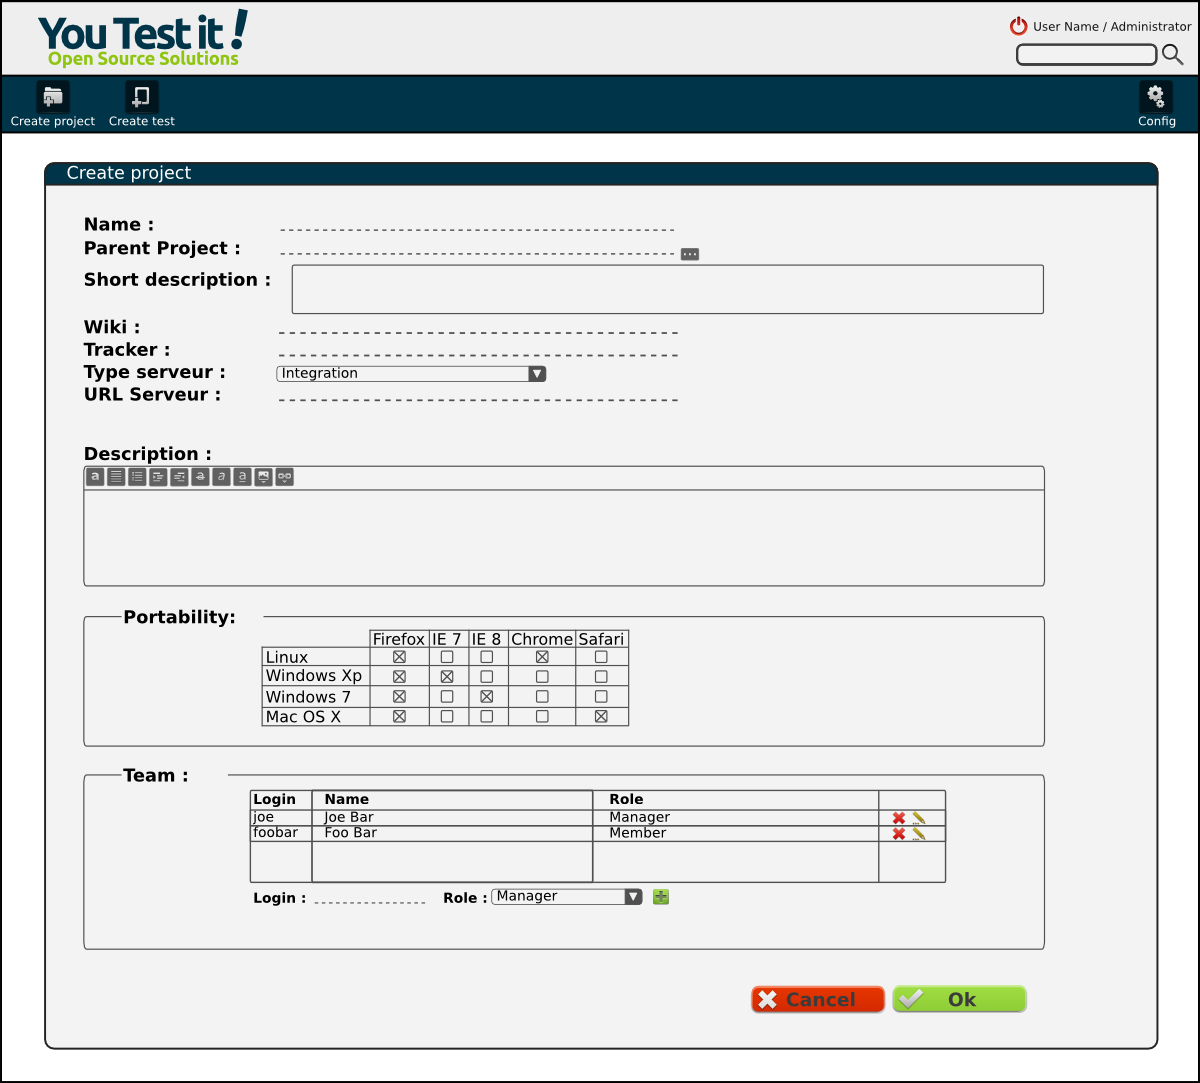 You Test it!
Open Source Solutions
User Name / Administrator
Create project Create test Config
Create project
Name :
Parent Project :
Short description :
Wiki :
Tracker :
Type serveur : Integration
URL Serveur :
Description :
a a a a
Portability:
Firefox IE 7 IE 8 Chrome Safari
Linux
Windows Xp
Windows 7
Mac OS X
Team :
Login Name Role
joe Joe Bar Manager
foobar Foo Bar Member
Login : Role : Manager
Cancel Ok